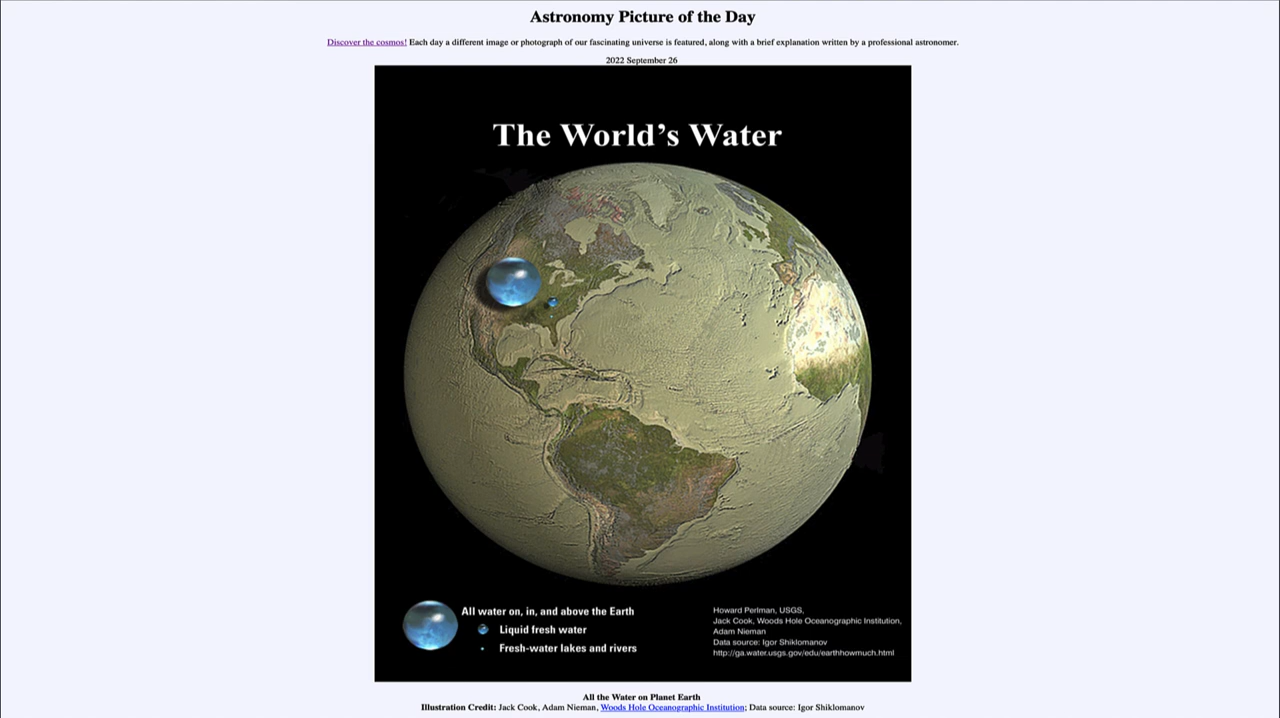 Astronomy Picture of the Day
Discover the cosmos! Each day a different image or photograph of our fascinating universe is featured, along with a brief explanation written by a professional astronomer.
2022 September 26
The World's Water
All water on, in, and above the Earth
Liquid fresh water
Fresh-water lakes and rivers
Howard Perlman, USGS,
Jack Cook, Woods Hole Oceanographic Institution,
Adam Nieman
Data source: Igor Shiklomanov
http://ga.water.usgs.gov/edu/earthhowmuch.html
All the Water on Planet Earth
Illustration Credit: Jack Cook, Adam Nieman, Woods Hole Oceanographic Institution; Data source: Igor Shiklomanov